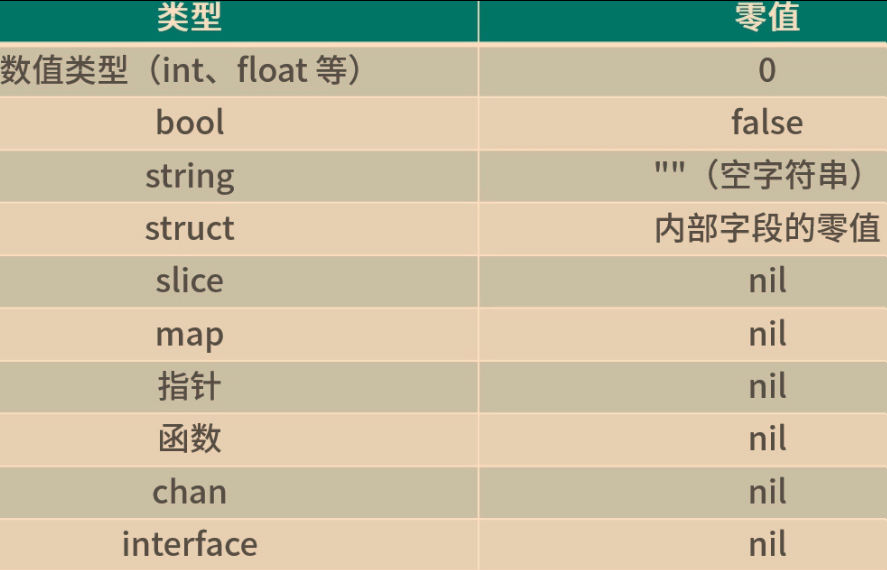 类型 零值
数值类型（int、float 等） 0
bool false
string ""（空字符串）
struct 内部字段的零值
slice nil
map nil
指针 nil
函数 nil
chan nil
interface nil